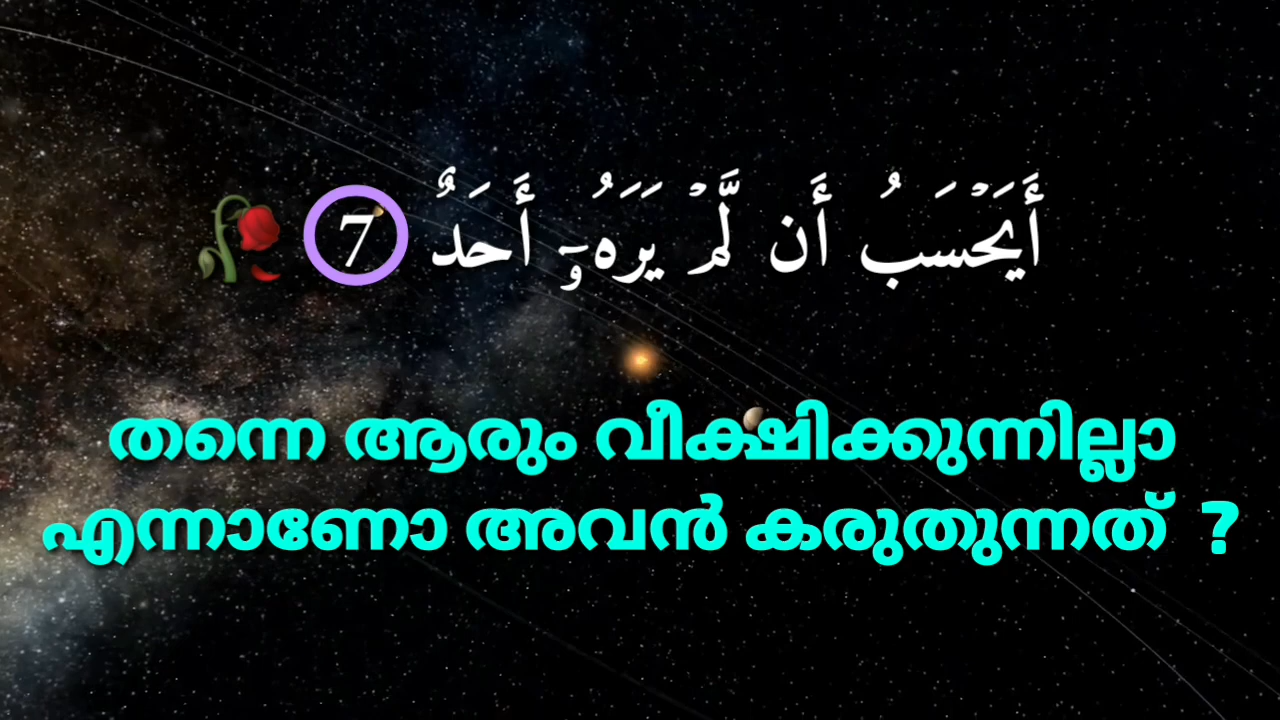 أَيَحۡسَبُ أَن لَّمۡ يَرَهُۥٓ أَحَدٌ 7
തന്നെ ആരും വീക്ഷിക്കുന്നില്ലാ
എന്നാണോ അവൻ കരുതുന്നത് ?